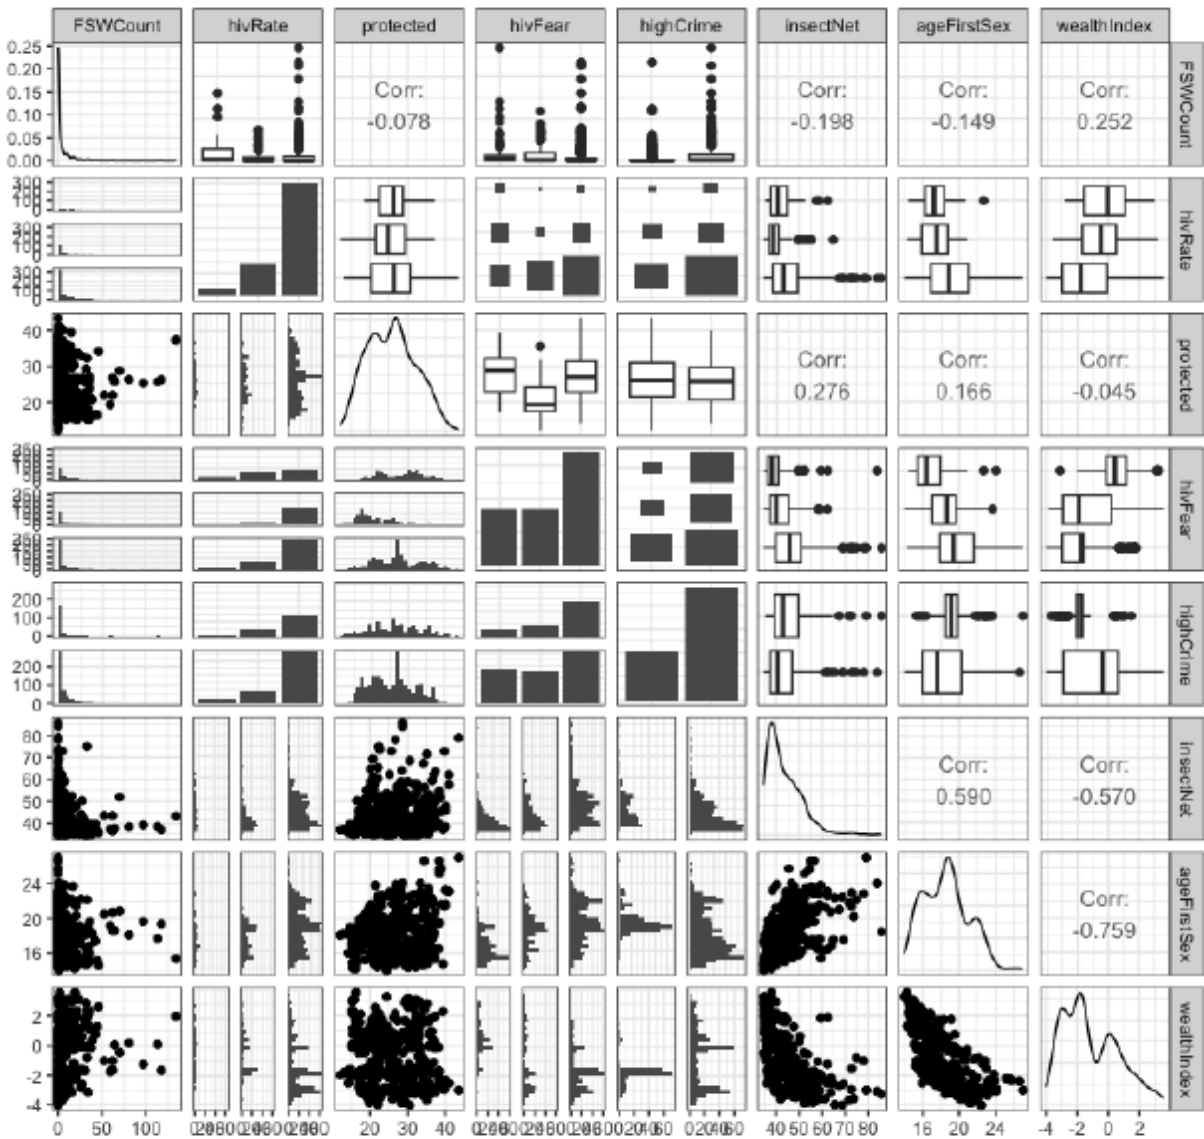 FSWCount hivRate protected hivFear highCrime insectNet ageFirstSex wealthIndex
0.25
0.20
0.15
0.10
0.05
0.00
Corr:
-0.078
Corr:
-0.198
Corr:
-0.149
Corr:
0.252
FSWCount
300
200
100
0
300
300
hivRate
40
30
20
Corr:
0.276
Corr:
0.166
Corr:
-0.045
protected
hivFear
200
100
0
200
100
0
highCrime
80
70
60
50
40
Corr:
0.590
Corr:
-0.570
insectNet
24
20
16
Corr:
-0.759
ageFirstSex
2
0
-2
-4
wealthIndex
0 50 100 20 30 40 40 50 60 70 80 16 20 24 -4 -2 0 2